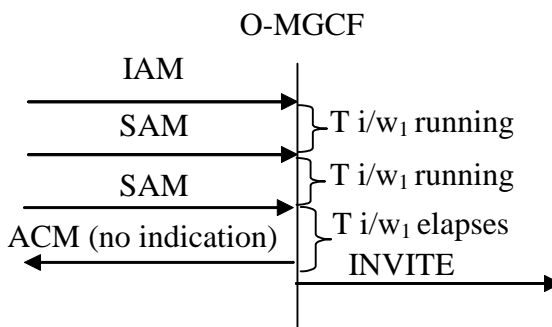 O-MGCF
IAM
T i/w₁ running
SAM
T i/w₁ running
SAM
T i/w₁ elapses
ACM (no indication)
INVITE